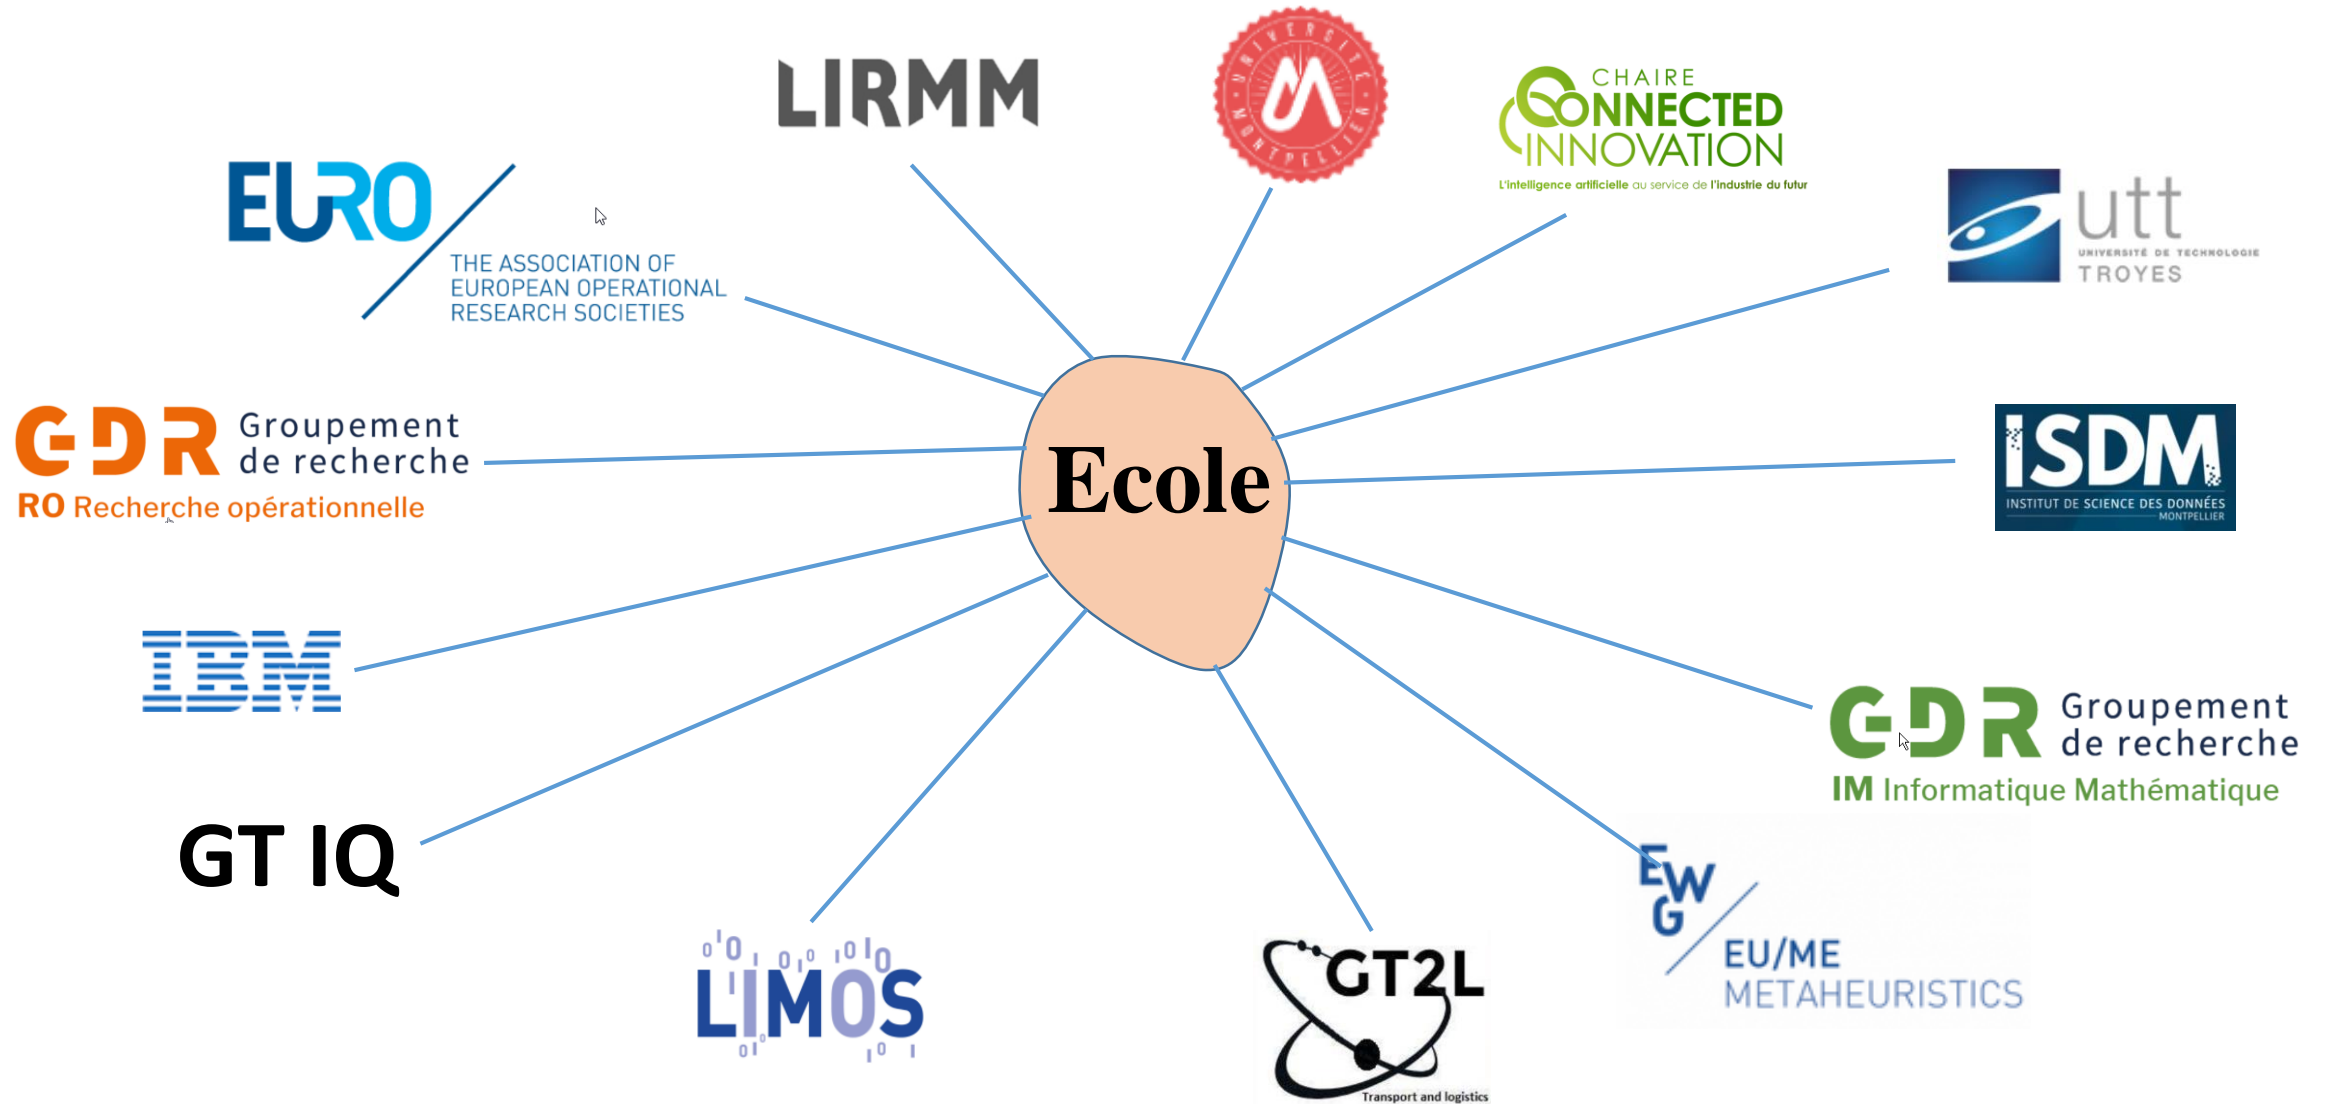 LIRMM
UNIVERSITÉ
MONTPELLIER
CHAIRE
CONNECTED
INNOVATION
L'intelligence artificielle au service de l'industrie du futur
EURO
THE ASSOCIATION OF
EUROPEAN OPERATIONAL
RESEARCH SOCIETIES
utt
UNIVERSITÉ DE TECHNOLOGIE
TROYES
GDR Groupement
de recherche
RO Recherche opérationnelle
Ecole
ISDM
INSTITUT DE SCIENCE DES DONNÉES
MONTPELLIER
IBM
GDR Groupement
de recherche
IM Informatique Mathématique
GT IQ
EW
G
EU/ME
METAHEURISTICS
LIMOS
GT2L
Transport and logistics